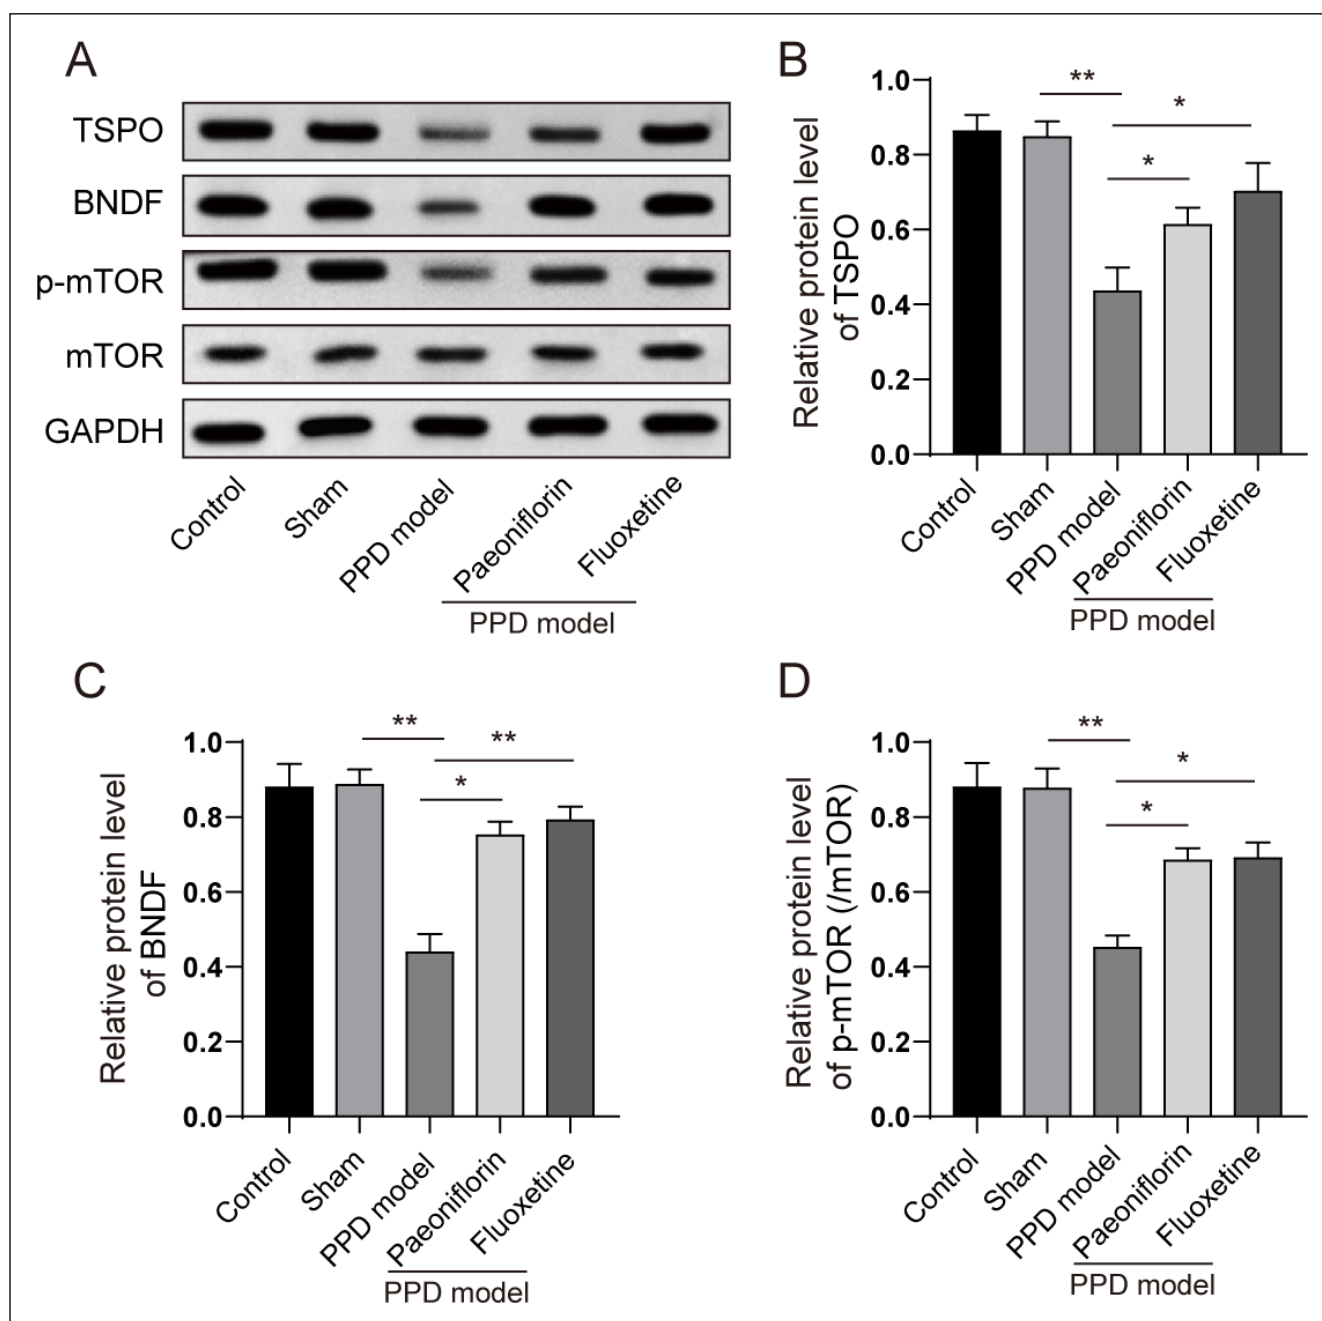 A
TSPO
BNDF
p-mTOR
mTOR
GAPDH
Control
Sham
PPD model
Paeoniflorin
Fluoxetine
PPD model
B
Relative protein level
of TSPO
1.0
0.8
0.6
0.4
0.2
0.0
**
*
*
Control
Sham
PPD model
Paeoniflorin
Fluoxetine
PPD model
C
Relative protein level
of BNDF
1.0
0.8
0.6
0.4
0.2
0.0
**
**
*
Control
Sham
PPD model
Paeoniflorin
Fluoxetine
PPD model
D
Relative protein level
of p-mTOR (/mTOR)
1.0
0.8
0.6
0.4
0.2
0.0
**
*
*
Control
Sham
PPD model
Paeoniflorin
Fluoxetine
PPD model